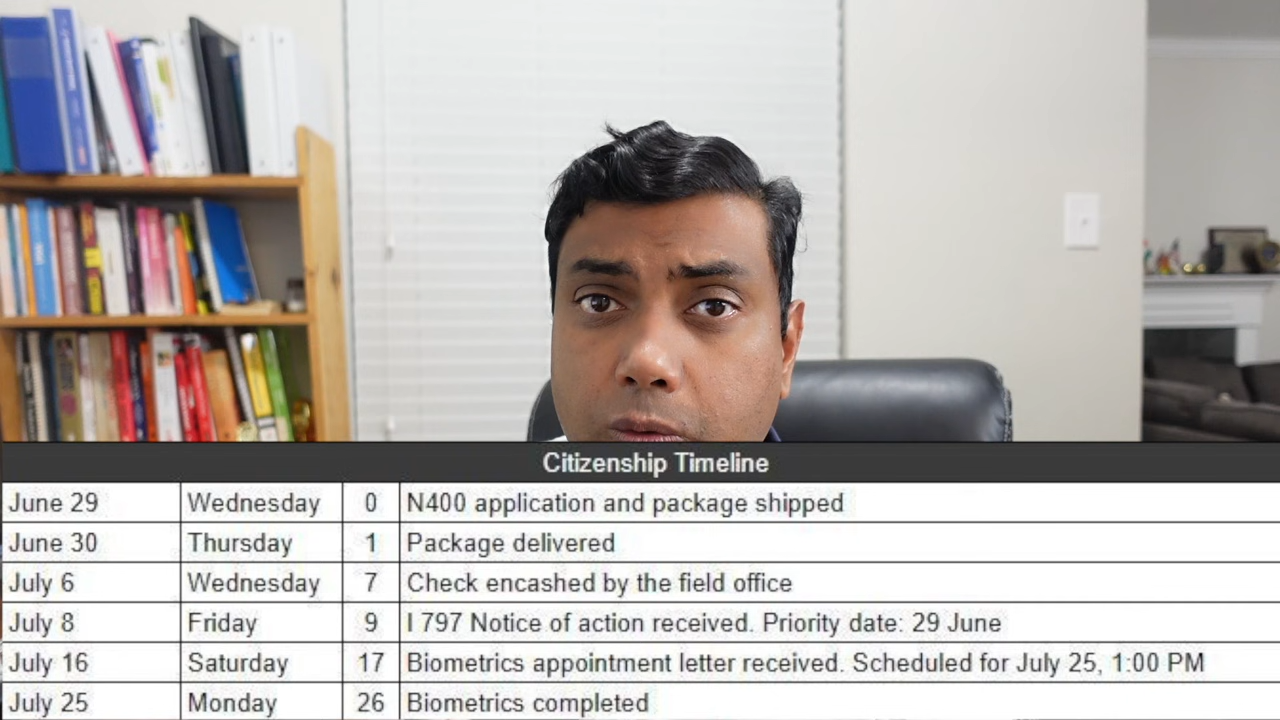 Citizenship Timeline
June 29 Wednesday 0 N400 application and package shipped
June 30 Thursday 1 Package delivered
July 6 Wednesday 7 Check encashed by the field office
July 8 Friday 9 I 797 Notice of action received. Priority date: 29 June
July 16 Saturday 17 Biometrics appointment letter received. Scheduled for July 25, 1:00 PM
July 25 Monday 26 Biometrics completed